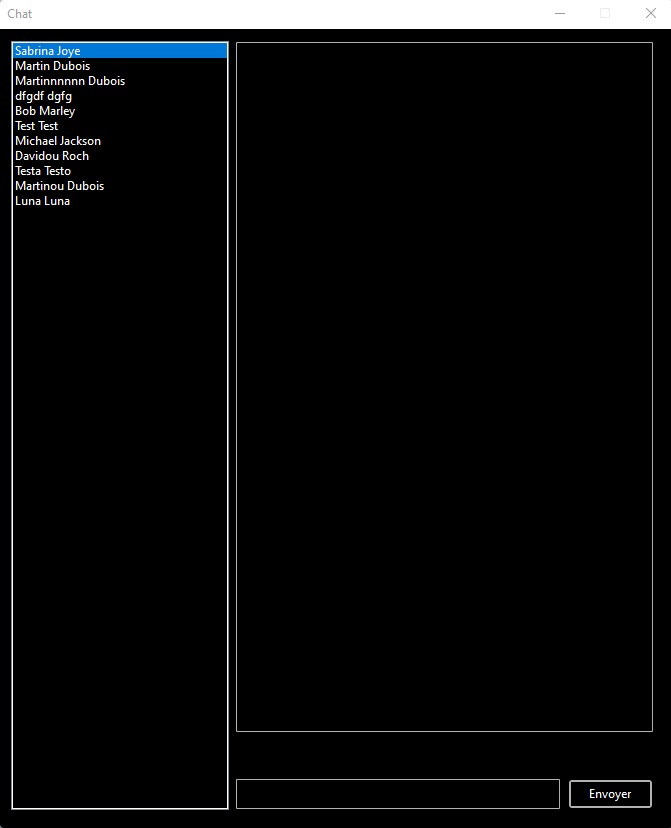 Chat
Sabrina Joye
Martin Dubois
Martinnnnnn Dubois
dfgdf dgfg
Bob Marley
Test Test
Michael Jackson
Davidou Roch
Testa Testo
Martinou Dubois
Luna Luna
Envoyer